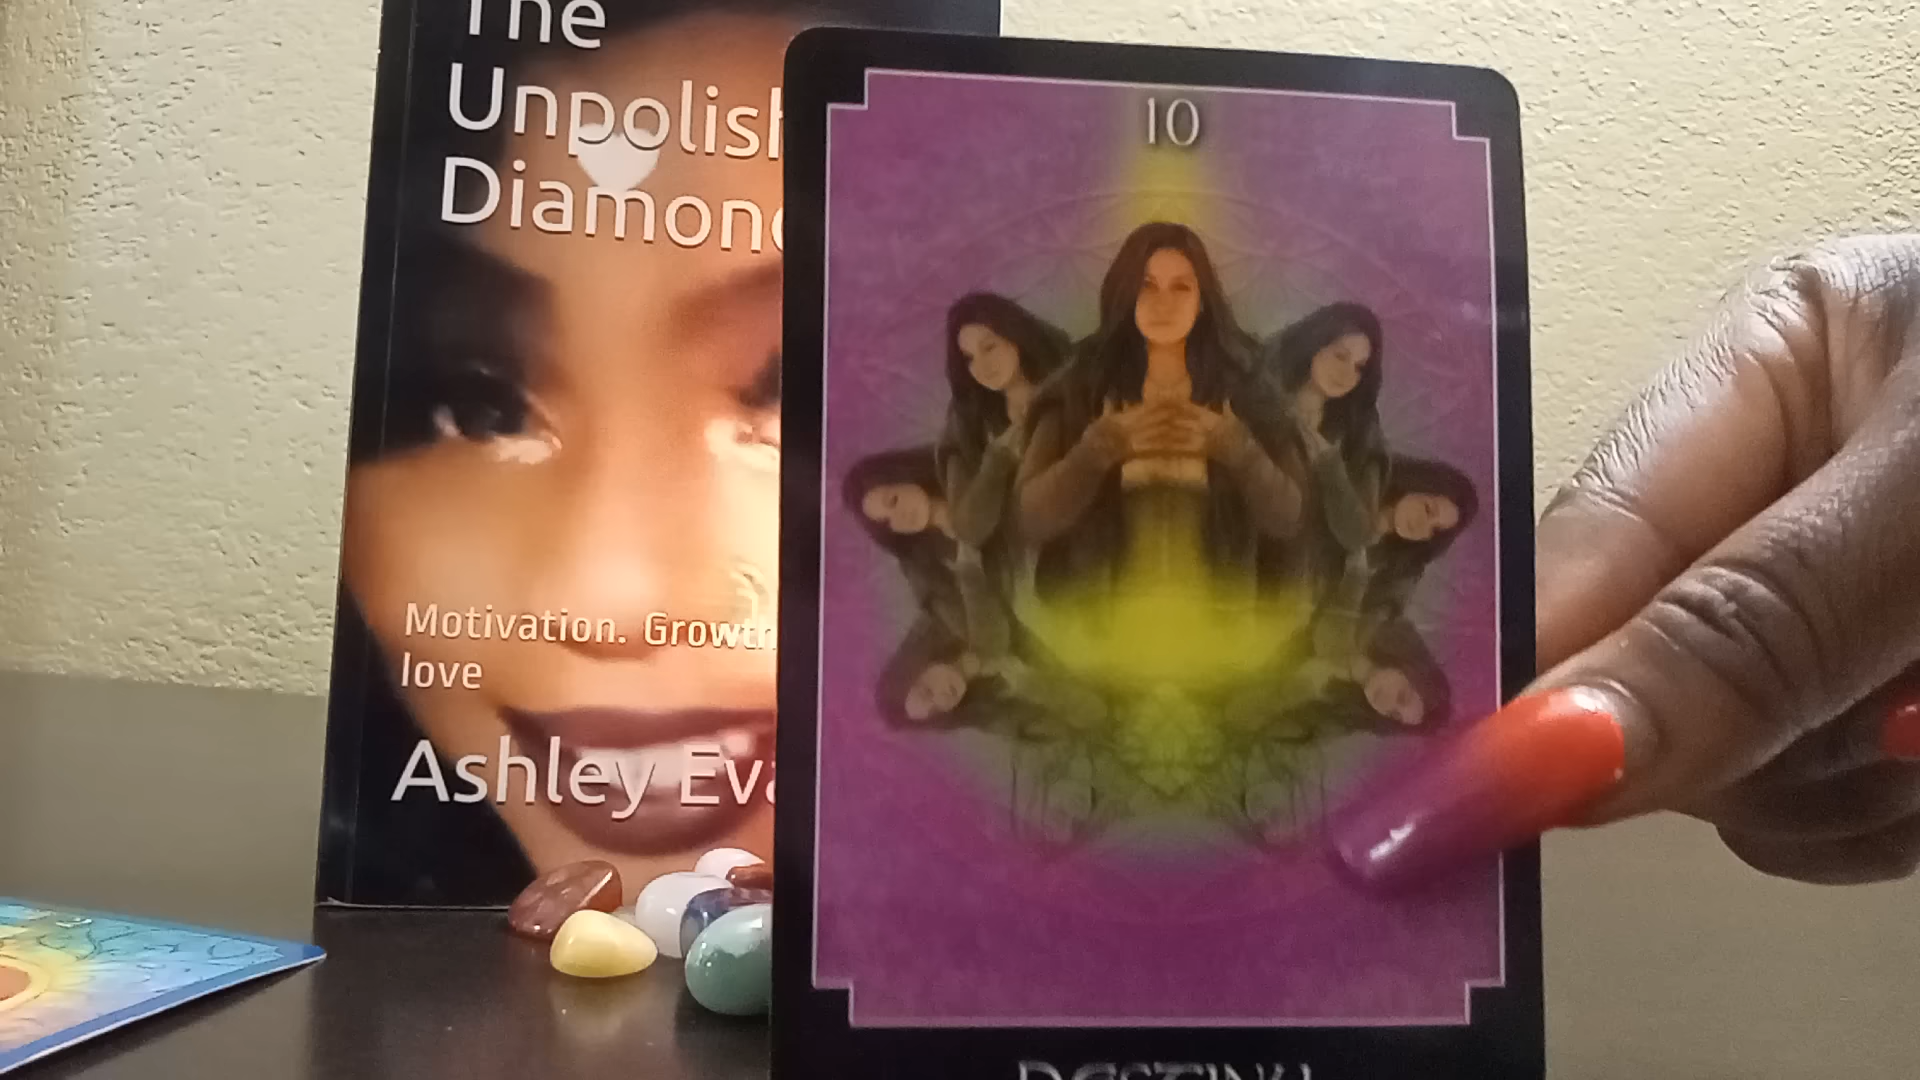 The
Unpolish
Diamond
Motivation. Growth
love
Ashley Eva
10
DESTINY